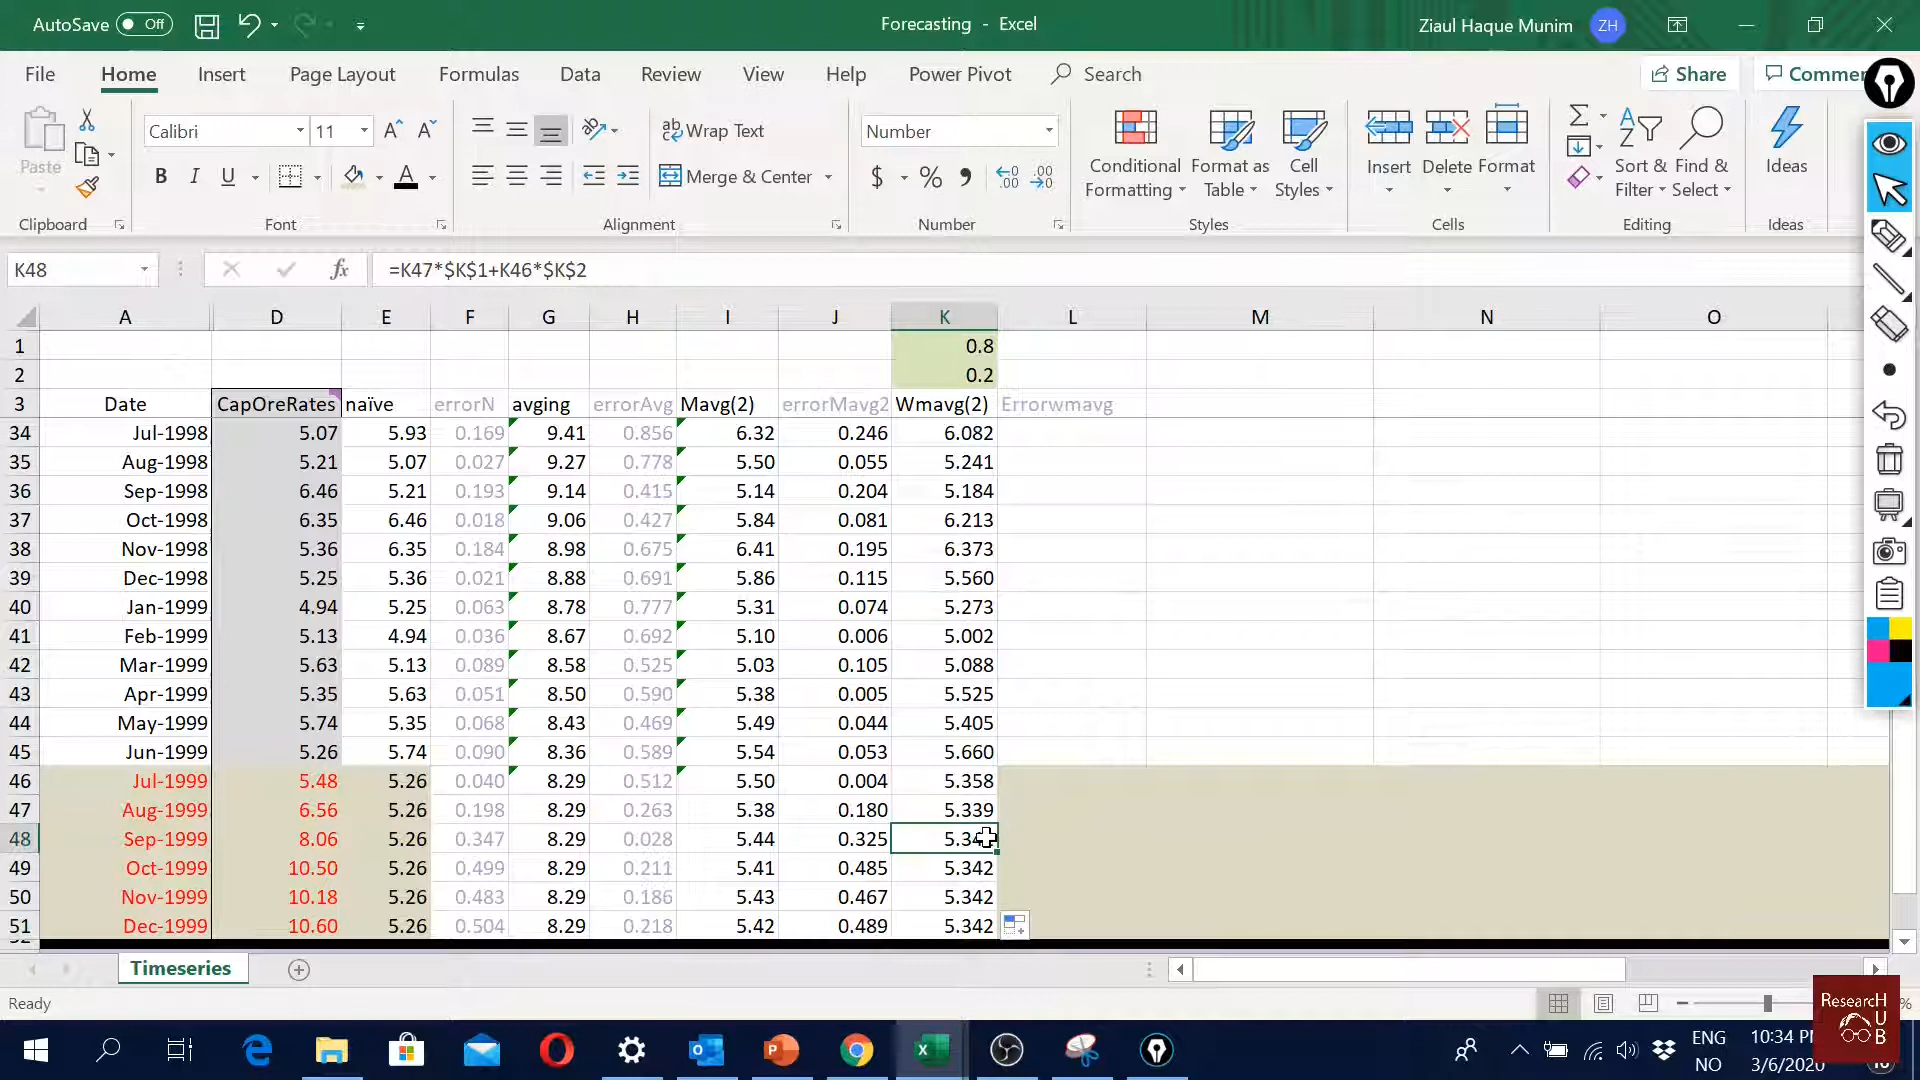 AutoSave Off Forecasting - Excel Ziaul Haque Munim ZH
File Home Insert Page Layout Formulas Data Review View Help Power Pivot Search Share
Paste Calibri 11 Wrap Text Number Conditional Formatting Format as Table Cell Styles Insert Delete Format Sort & Filter Find & Select Ideas
B I U Merge & Center $ %
Clipboard Font Alignment Number Styles Cells Editing Ideas
K48 fx =K47*$K$1+K46*$K$2
A D E F G H I J K L M N O
1 0.8
2 0.2
3 Date CapOreRates naïve errorN avging errorAvg Mavg(2) errorMavg2 Wmavg(2) Errorwmavg
34 Jul-1998 5.07 5.93 0.169 9.41 0.856 6.32 0.246 6.082
35 Aug-1998 5.21 5.07 0.027 9.27 0.778 5.50 0.055 5.241
36 Sep-1998 6.46 5.21 0.193 9.14 0.415 5.14 0.204 5.184
37 Oct-1998 6.35 6.46 0.018 9.06 0.427 5.84 0.081 6.213
38 Nov-1998 5.36 6.35 0.184 8.98 0.675 6.41 0.195 6.373
39 Dec-1998 5.25 5.36 0.021 8.88 0.691 5.86 0.115 5.560
40 Jan-1999 4.94 5.25 0.063 8.78 0.777 5.31 0.074 5.273
41 Feb-1999 5.13 4.94 0.036 8.67 0.692 5.10 0.006 5.002
42 Mar-1999 5.63 5.13 0.089 8.58 0.525 5.03 0.105 5.088
43 Apr-1999 5.35 5.63 0.051 8.50 0.590 5.38 0.005 5.525
44 May-1999 5.74 5.35 0.068 8.43 0.469 5.49 0.044 5.405
45 Jun-1999 5.26 5.74 0.090 8.36 0.589 5.54 0.053 5.660
46 Jul-1999 5.48 5.26 0.040 8.29 0.512 5.50 0.004 5.358
47 Aug-1999 6.56 5.26 0.198 8.29 0.263 5.38 0.180 5.339
48 Sep-1999 8.06 5.26 0.347 8.29 0.028 5.44 0.325
49 Oct-1999 10.50 5.26 0.499 8.29 0.211 5.41 0.485 5.342
50 Nov-1999 10.18 5.26 0.483 8.29 0.186 5.43 0.467 5.342
51 Dec-1999 10.60 5.26 0.504 8.29 0.218 5.42 0.489 5.342
Timeseries
Ready
ResearcH
U
B
ENG 10:34
NO